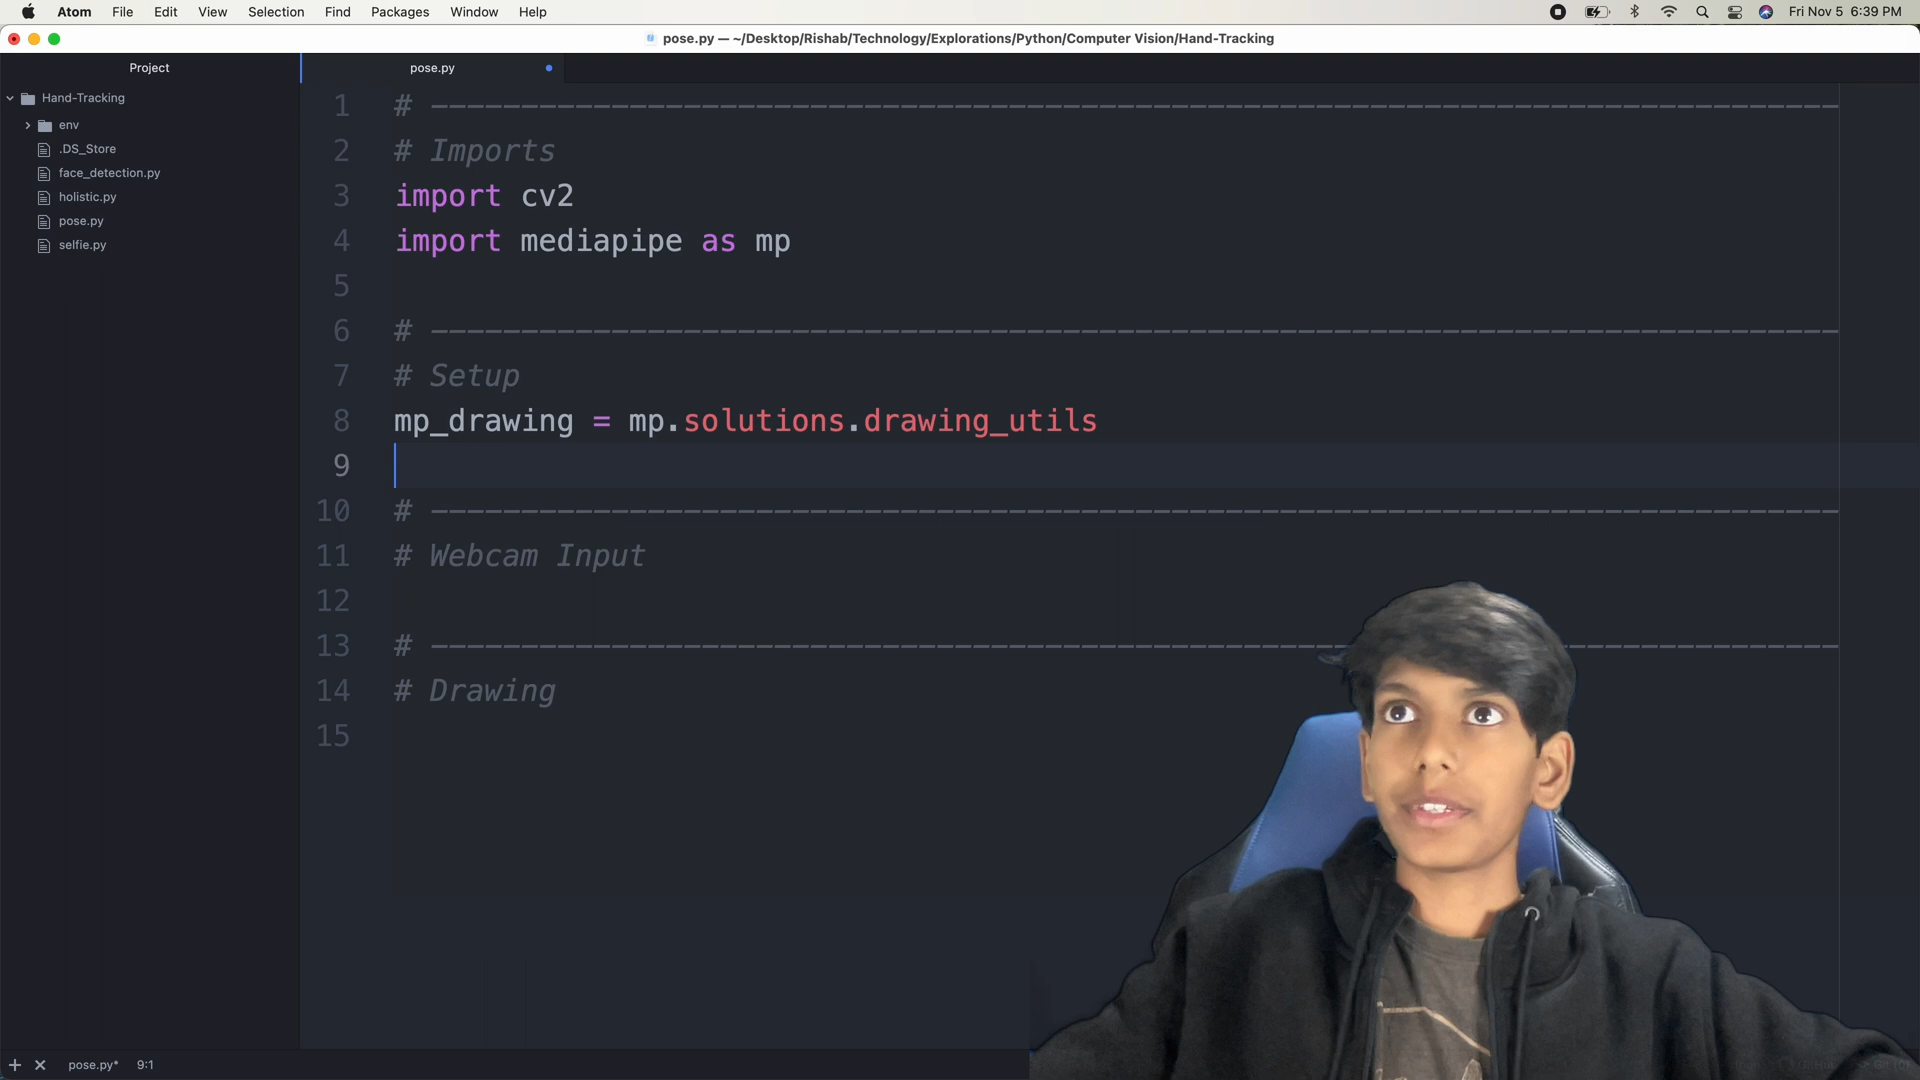 Atom File Edit View Selection Find Packages Window Help Fri Nov 5 6:39 PM
pose.py — ~/Desktop/Rishab/Technology/Explorations/Python/Computer Vision/Hand-Tracking
Project
pose.py
Hand-Tracking
env
.DS_Store
face_detection.py
holistic.py
pose.py
selfie.py
1 # ------------------------------------------------------------------------------
2 # Imports
3 import cv2
4 import mediapipe as mp
5
6 # ------------------------------------------------------------------------------
7 # Setup
8 mp_drawing = mp.solutions.drawing_utils
9
10 # ------------------------------------------------------------------------------
11 # Webcam Input
12
13 # ------------------------------------------------------------------------------
14 # Drawing
15
pose.py* 9:1